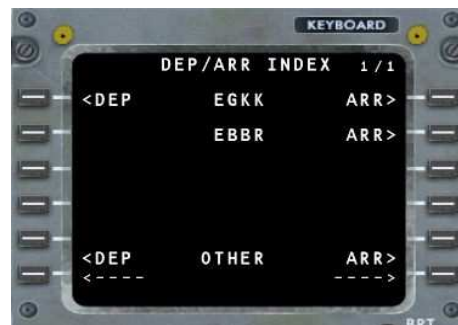 KEYBOARD
DEP/ARR INDEX 1/1
<DEP EGKK ARR>
EBBR ARR>
<DEP OTHER ARR>
<---- ---->